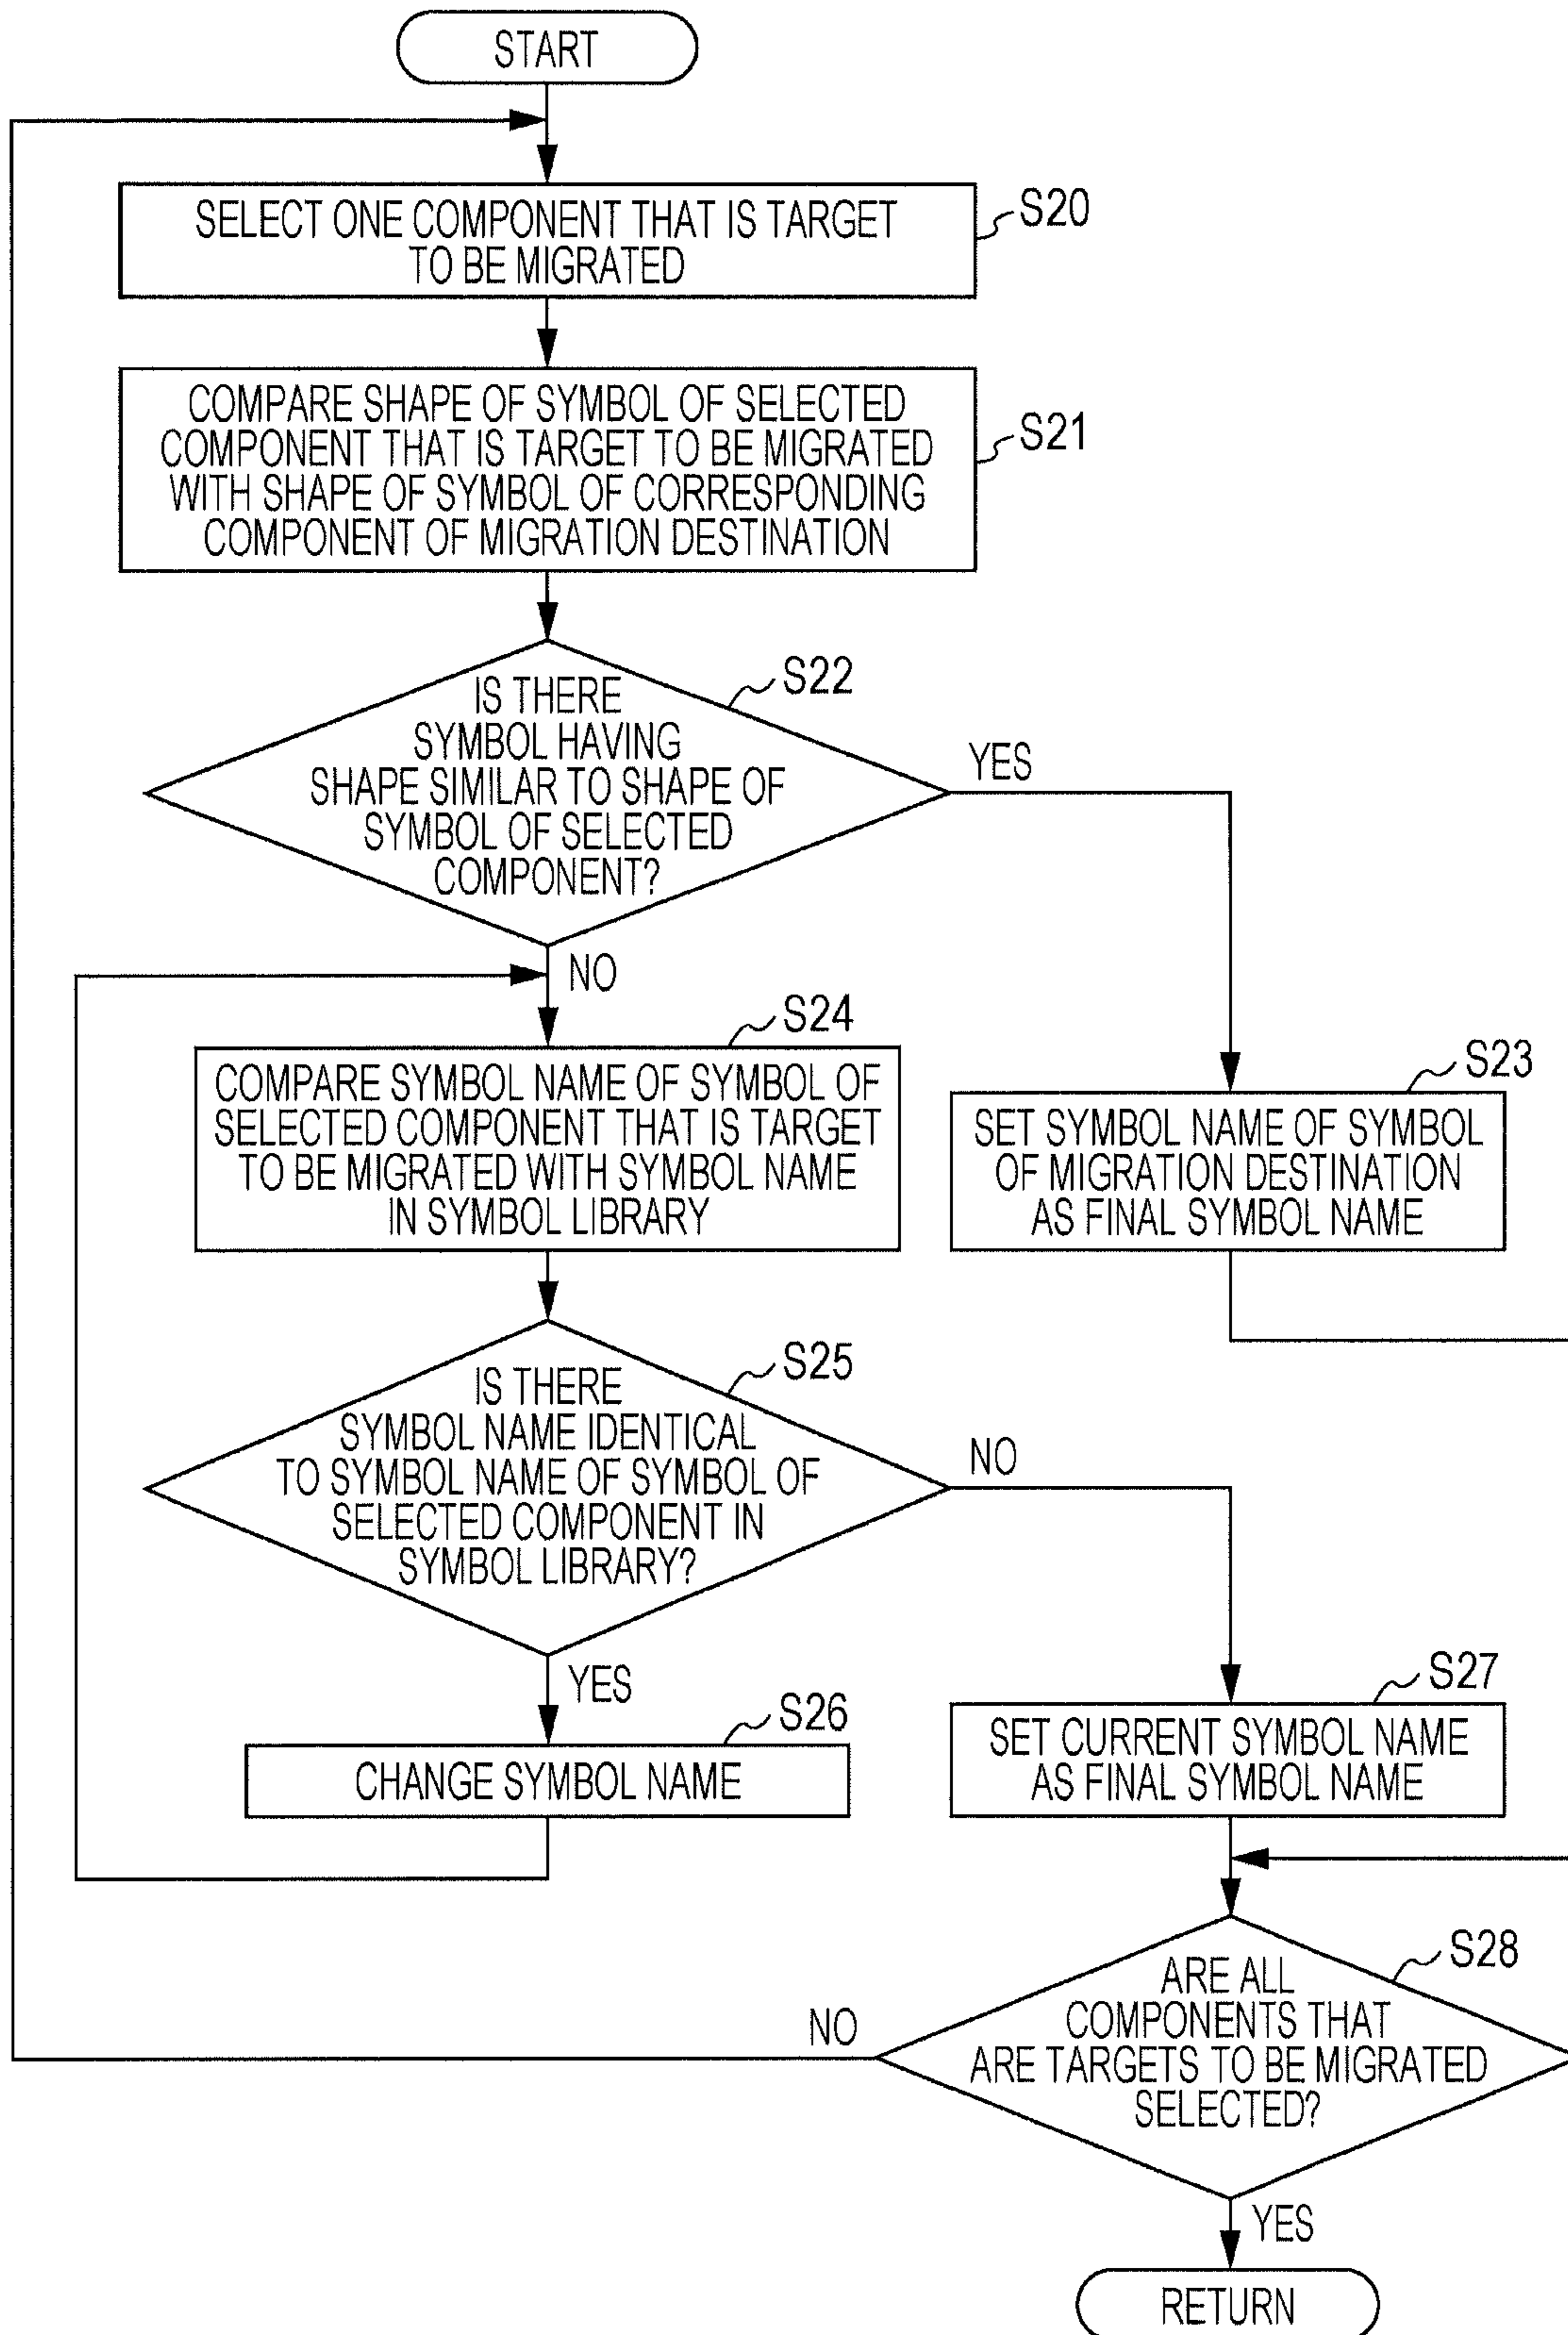 START
SELECT ONE COMPONENT THAT IS TARGET
TO BE MIGRATED
S20
COMPARE SHAPE OF SYMBOL OF SELECTED
COMPONENT THAT IS TARGET TO BE MIGRATED
WITH SHAPE OF SYMBOL OF CORRESPONDING
COMPONENT OF MIGRATION DESTINATION
S21
IS THERE
SYMBOL HAVING
SHAPE SIMILAR TO SHAPE OF
SYMBOL OF SELECTED
COMPONENT?
S22
YES
NO
S24
COMPARE SYMBOL NAME OF SYMBOL OF
SELECTED COMPONENT THAT IS TARGET
TO BE MIGRATED WITH SYMBOL NAME
IN SYMBOL LIBRARY
S23
SET SYMBOL NAME OF SYMBOL
OF MIGRATION DESTINATION
AS FINAL SYMBOL NAME
S25
IS THERE
SYMBOL NAME IDENTICAL
TO SYMBOL NAME OF SYMBOL OF
SELECTED COMPONENT IN
SYMBOL LIBRARY?
NO
YES
S26
CHANGE SYMBOL NAME
S27
SET CURRENT SYMBOL NAME
AS FINAL SYMBOL NAME
S28
ARE ALL
COMPONENTS THAT
ARE TARGETS TO BE MIGRATED
SELECTED?
NO
YES
RETURN